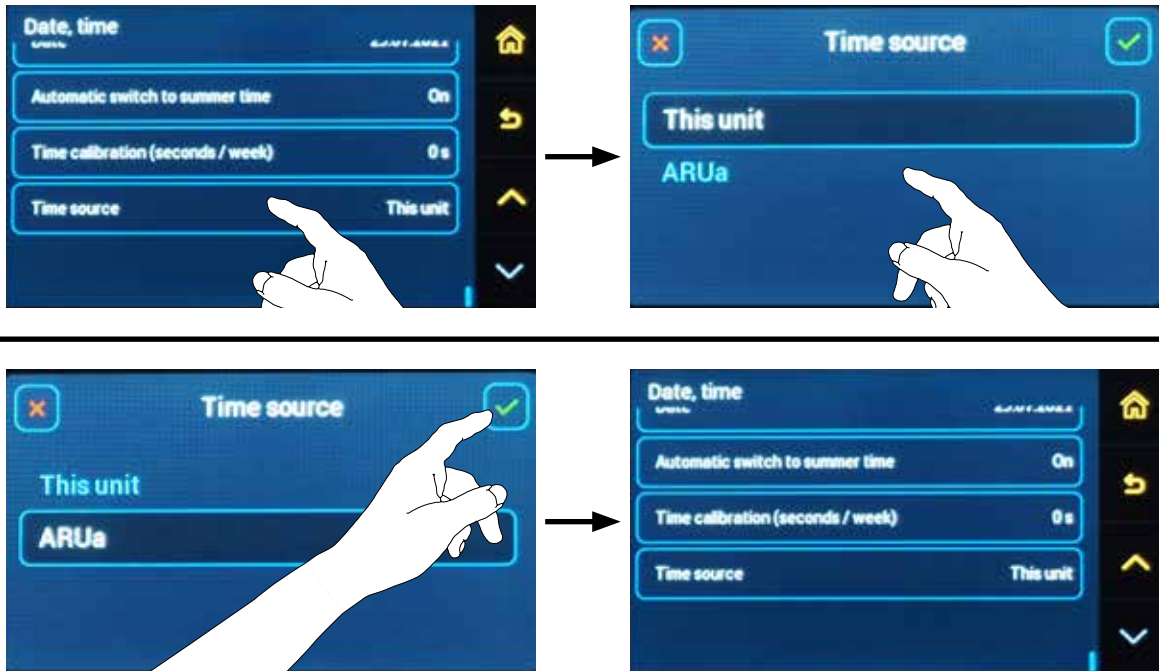 Date, time
Date
Automatic switch to summer time On
Time calibration (seconds / week) 0 s
Time source This unit
Time source
This unit
ARUa
Time source
This unit
ARUa
Date, time
Date
Automatic switch to summer time On
Time calibration (seconds / week) 0 s
Time source This unit